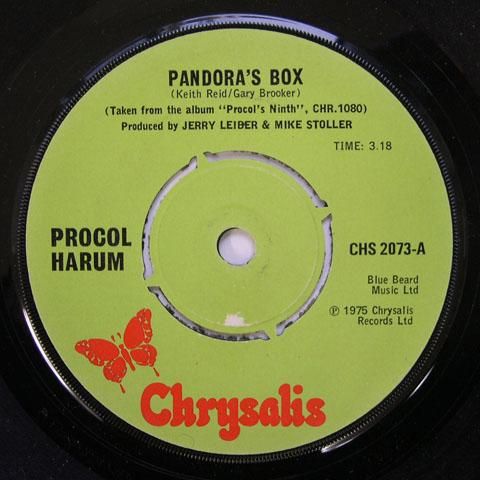 PANDORA'S BOX
(Keith Reid/Gary Brooker)
(Taken from the album "Procol's Ninth", CHR.1080)
Produced by JERRY LEIBER & MIKE STOLLER
TIME: 3.18
PROCOL
HARUM
CHS 2073-A
Blue Beard
Music Ltd
℗ 1975 Chrysalis
Records Ltd
Chrysalis